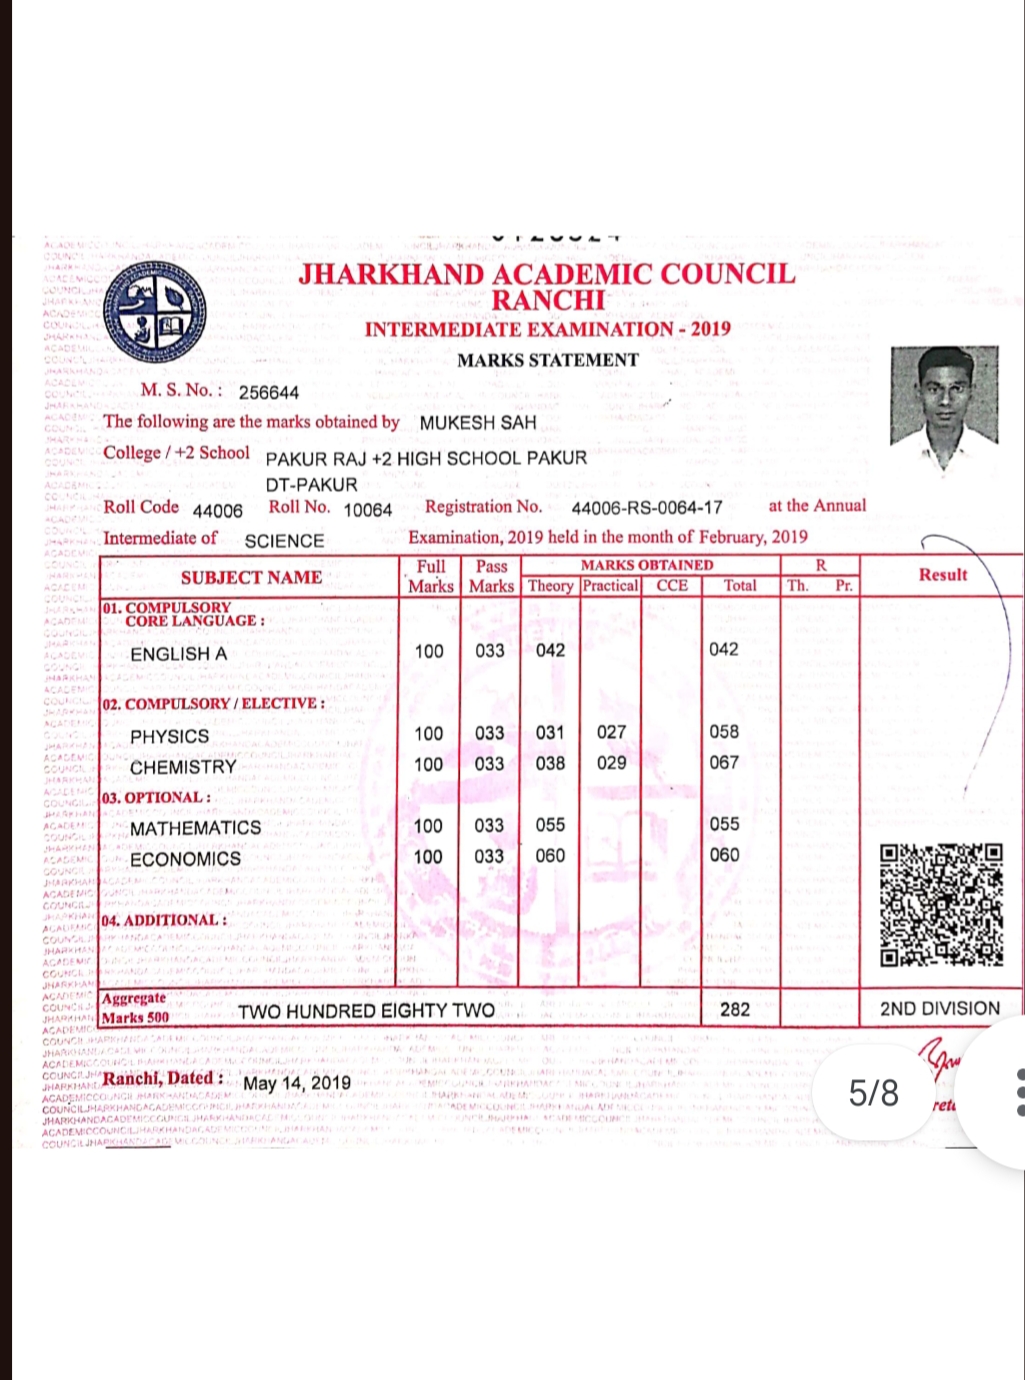 JHARKHAND ACADEMIC COUNCIL
RANCHI
INTERMEDIATE EXAMINATION - 2019
MARKS STATEMENT
M. S. No. : 256644
The following are the marks obtained by MUKESH SAH
College / +2 School PAKUR RAJ +2 HIGH SCHOOL PAKUR
DT-PAKUR
Roll Code 44006 Roll No. 10064 Registration No. 44006-RS-0064-17 at the Annual
Intermediate of SCIENCE Examination, 2019 held in the month of February, 2019
SUBJECT NAME Full Marks Pass Marks MARKS OBTAINED R Result
Theory Practical CCE Total Th. Pr.
01. COMPULSORY
CORE LANGUAGE :
ENGLISH A 100 033 042 042
02. COMPULSORY / ELECTIVE :
PHYSICS 100 033 031 027 058
CHEMISTRY 100 033 038 029 067
03. OPTIONAL :
MATHEMATICS 100 033 055 055
ECONOMICS 100 033 060 060
04. ADDITIONAL :
Aggregate
Marks 500 TWO HUNDRED EIGHTY TWO 282 2ND DIVISION
Ranchi, Dated : May 14, 2019
5/8